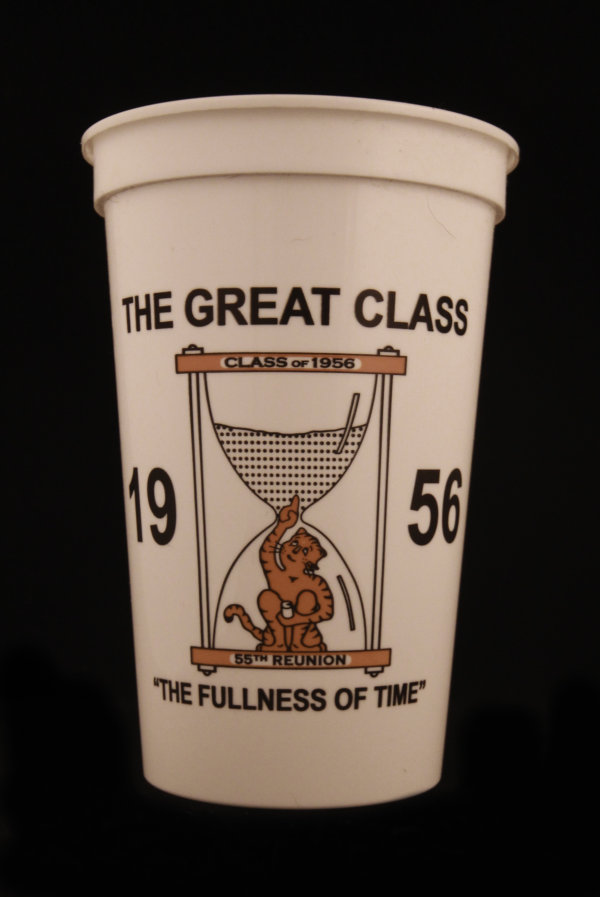 THE GREAT CLASS
CLASS OF 1956
19 56
55TH REUNION
"THE FULLNESS OF TIME"